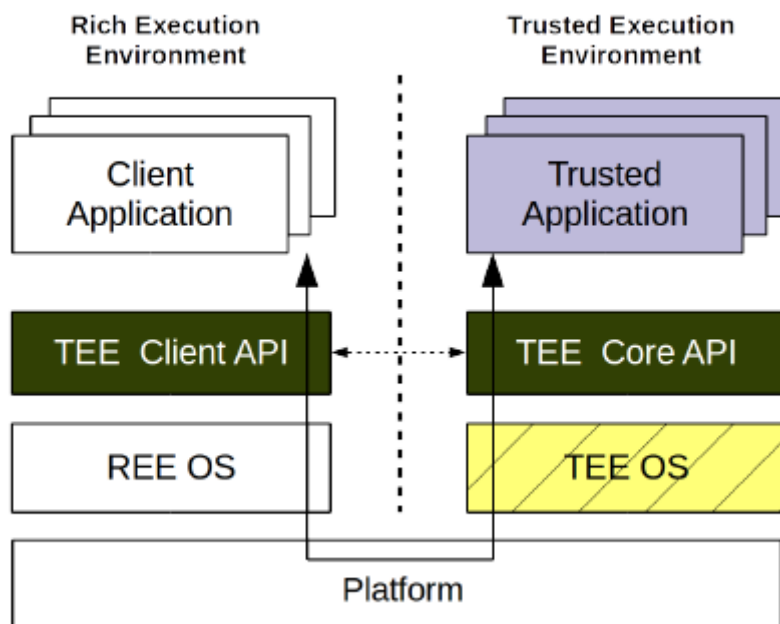 Rich Execution
Environment
Trusted Execution
Environment
Client
Application
Trusted
Application
TEE Client API
TEE Core API
REE OS
TEE OS
Platform